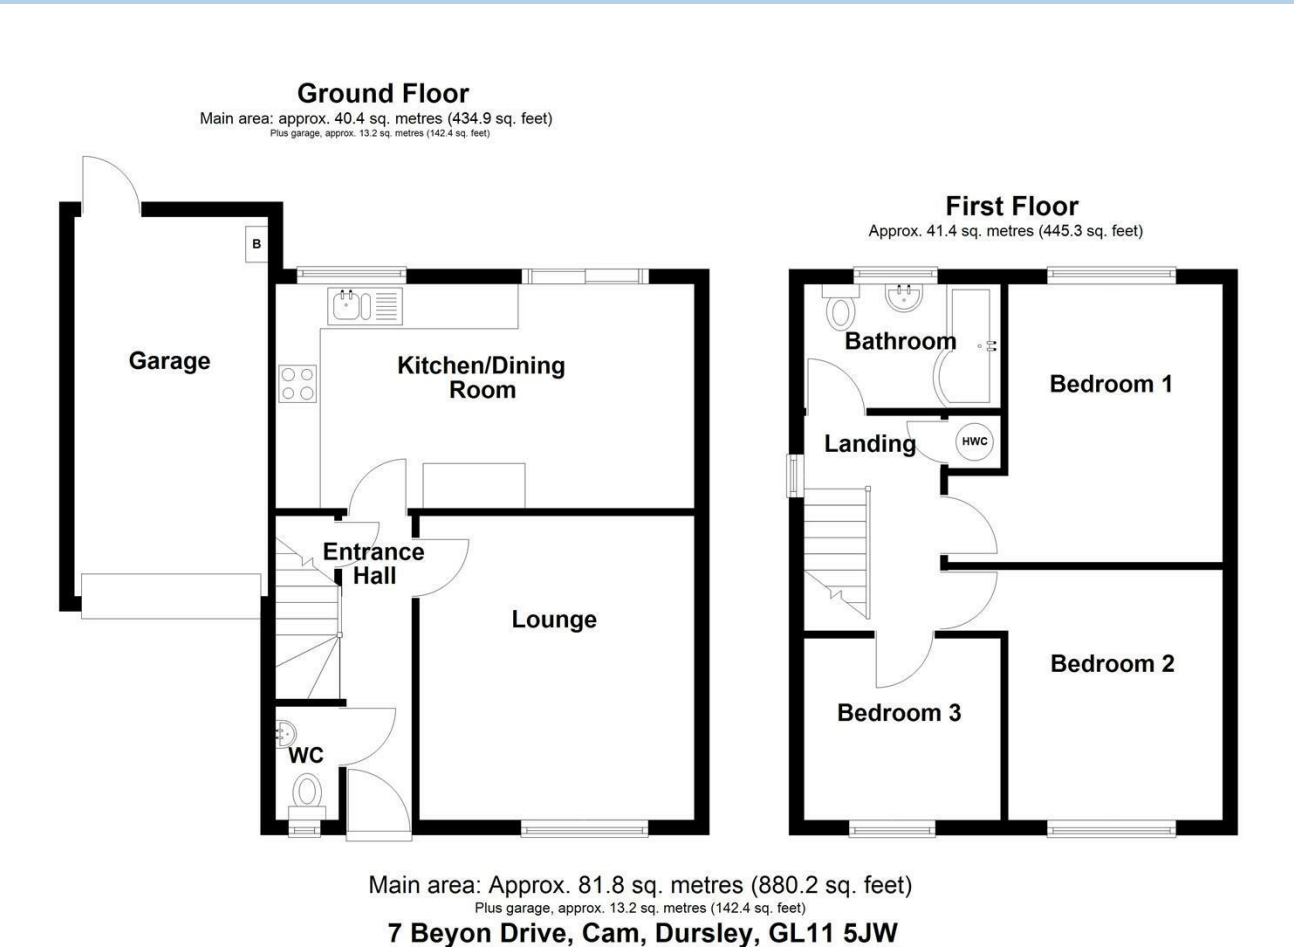 Ground Floor
Main area: approx. 40.4 sq. metres (434.9 sq. feet)
Plus garage, approx. 13.2 sq. metres (142.4 sq. feet)
First Floor
Approx. 41.4 sq. metres (445.3 sq. feet)
B
Garage
Kitchen/Dining
Room
Entrance
Hall
Lounge
WC
Bathroom
Bedroom 1
Landing
HWC
Bedroom 2
Bedroom 3
Main area: Approx. 81.8 sq. metres (880.2 sq. feet)
Plus garage, approx. 13.2 sq. metres (142.4 sq. feet)
7 Beyon Drive, Cam, Dursley, GL11 5JW